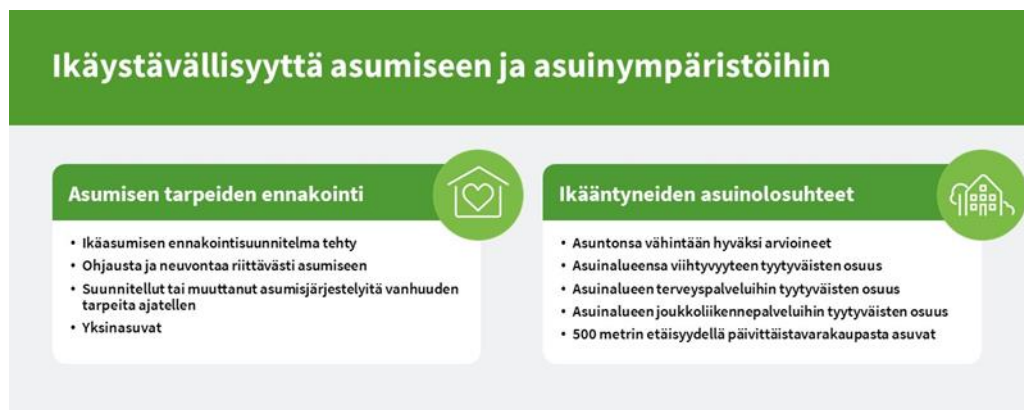 Ikäystävällisyyttä asumiseen ja asuinympäristöihin
Asumisen tarpeiden ennakointi
• Ikäasumisen ennakointisuunnitelma tehty
• Ohjausta ja neuvontaa riittävästi asumiseen
• Suunnitellut tai muuttanut asumisjärjestelyitä vanhuuden
tarpeita ajatellen
• Yksinasuvat
Ikääntyneiden asuinolosuhteet
• Asuntonsa vähintään hyväksi arvioineet
• Asuinalueensa viihtyvyyteen tyytyväisten osuus
• Asuinalueen terveyspalveluihin tyytyväisten osuus
• Asuinalueen joukkoliikennepalveluihin tyytyväisten osuus
• 500 metrin etäisyydellä päivittäistavarakaupasta asuvat